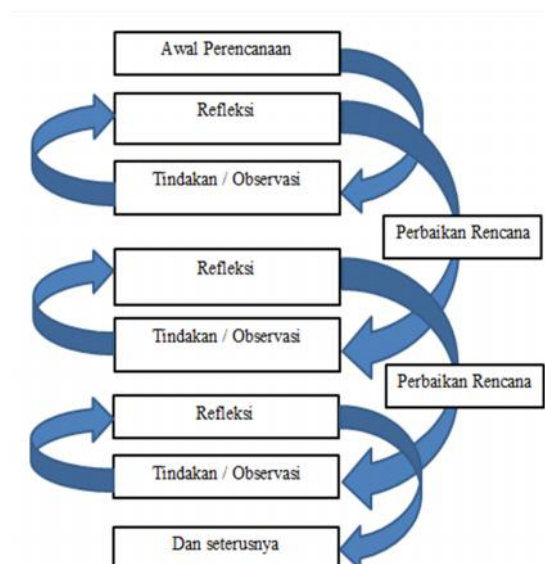 Awal Perencanaan
Refleksi
Tindakan / Observasi
Perbaikan Rencana
Refleksi
Tindakan / Observasi
Perbaikan Rencana
Refleksi
Tindakan / Observasi
Dan seterusnya